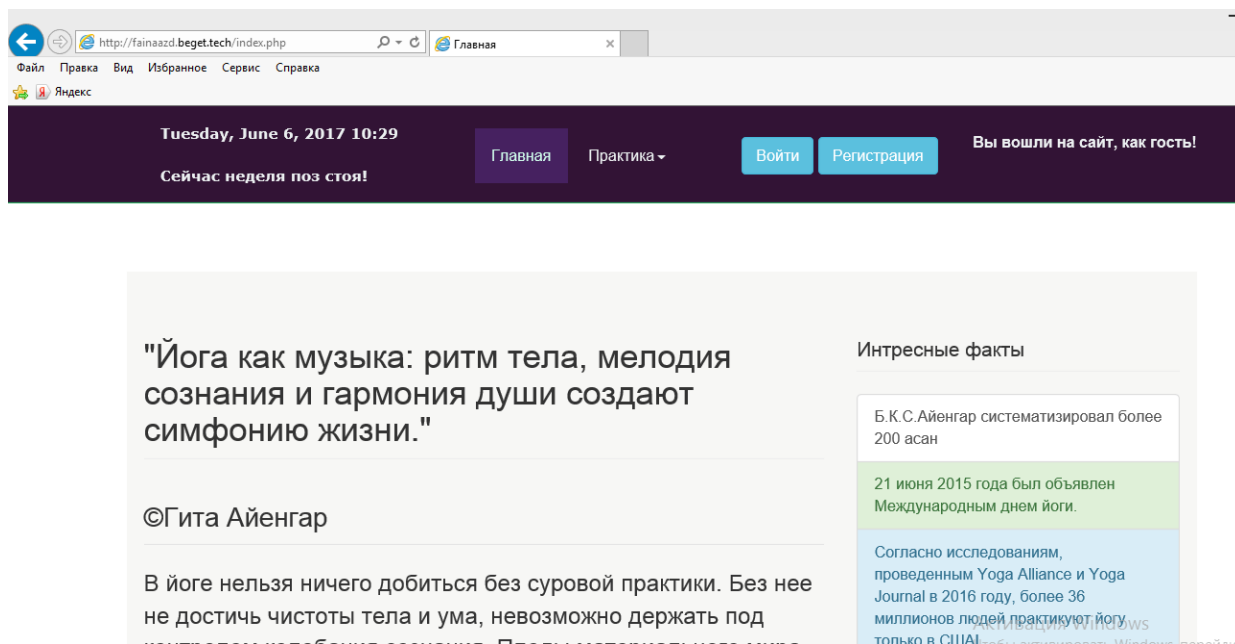 http://fainaazd.beget.tech/index.php
Главная
Файл Правка Вид Избранное Сервис Справка
Яндекс
Tuesday, June 6, 2017 10:29
Сейчас неделя поз стоя!
Главная
Практика
Войти
Регистрация
Вы вошли на сайт, как гость!
"Йога как музыка: ритм тела, мелодия
сознания и гармония души создают
симфонию жизни."
©Гита Айенгар
В йоге нельзя ничего добиться без суровой практики. Без нее
не достичь чистоты тела и ума, невозможно держать под
Интресные факты
Б.К.С.Айенгар систематизировал более
200 асан
21 июня 2015 года был объявлен
Международным днем йоги.
Согласно исследованиям,
проведенным Yoga Alliance и Yoga
Journal в 2016 году, более 36
миллионов людей практикуют йогу
только в США!
Активация Windows